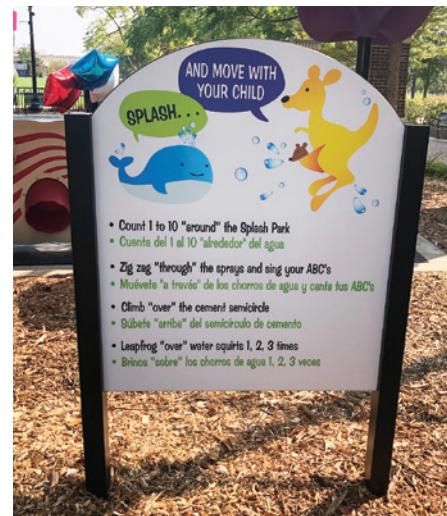 SPLASH...
AND MOVE WITH
YOUR CHILD
• Count 1 to 10 "around" the Splash Park
• Cuenta del 1 al 10 "alrededor" del agua
• Zig zag "through" the sprays and sing your ABC's
• Muévete "a través" de los chorros de agua y canta tus ABC's
• Climb "over" the cement semicircle
• Súbete "arriba" del semicírculo de cemento
• Leapfrog "over" water squirts 1, 2, 3 times
• Brinca "sobre" los chorros de agua 1, 2, 3 veces